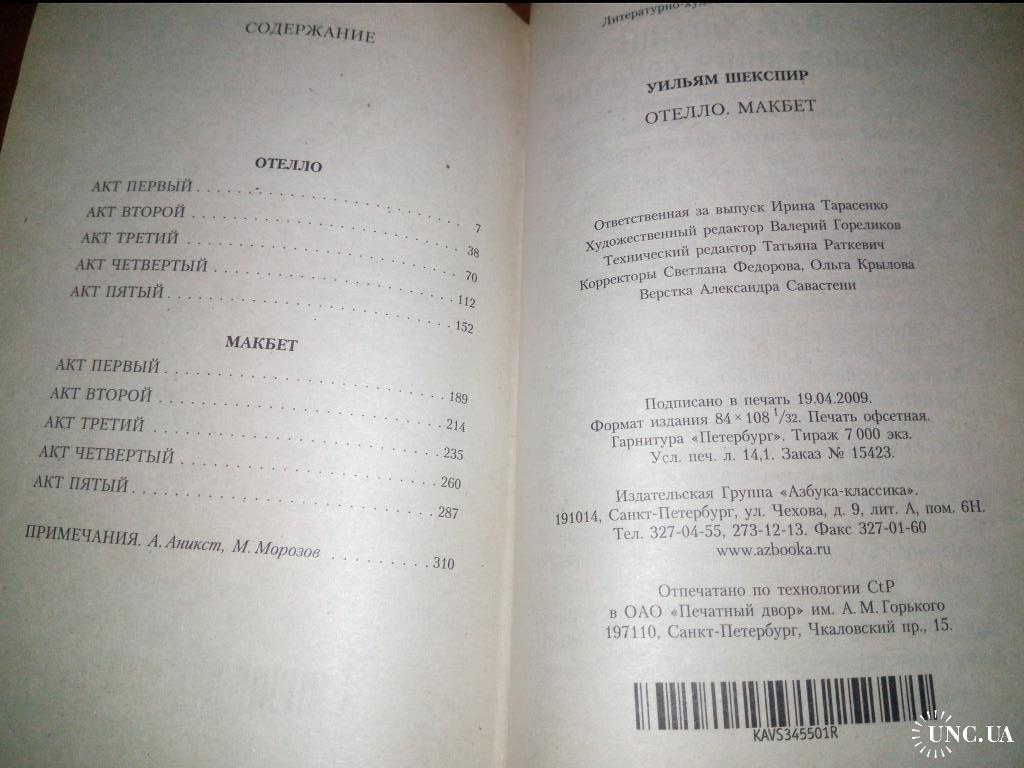 СОДЕРЖАНИЕ
ОТЕЛЛО
АКТ ПЕРВЫЙ . . . . . . . . . . . . . . . . . . . . . . 7
АКТ ВТОРОЙ . . . . . . . . . . . . . . . . . . . . . . 38
АКТ ТРЕТИЙ . . . . . . . . . . . . . . . . . . . . . . 70
АКТ ЧЕТВЕРТЫЙ . . . . . . . . . . . . . . . . . . . 112
АКТ ПЯТЫЙ . . . . . . . . . . . . . . . . . . . . . . 152
МАКБЕТ
АКТ ПЕРВЫЙ . . . . . . . . . . . . . . . . . . . . . . 189
АКТ ВТОРОЙ . . . . . . . . . . . . . . . . . . . . . . 214
АКТ ТРЕТИЙ . . . . . . . . . . . . . . . . . . . . . . 235
АКТ ЧЕТВЕРТЫЙ . . . . . . . . . . . . . . . . . . . 260
АКТ ПЯТЫЙ . . . . . . . . . . . . . . . . . . . . . . 287
ПРИМЕЧАНИЯ. А. Аникст, М. Морозов . . . . . . . . . 310
УИЛЬЯМ ШЕКСПИР
ОТЕЛЛО. МАКБЕТ
Ответственная за выпуск Ирина Тарасенко
Художественный редактор Валерий Гореликов
Технический редактор Татьяна Раткевич
Корректоры Светлана Федорова, Ольга Крылова
Верстка Александра Савастени
Подписано в печать 19.04.2009.
Формат издания 84 × 108 1/32. Печать офсетная.
Гарнитура «Петербург». Тираж 7 000 экз.
Усл. печ. л. 14,1. Заказ № 15423.
Издательская Группа «Азбука-классика».
191014, Санкт-Петербург, ул. Чехова, д. 9, лит. А, пом. 6Н.
Тел. 327-04-55, 273-12-13. Факс 327-01-60
www.azbooka.ru
Отпечатано по технологии CtP
в ОАО «Печатный двор» им. А. М. Горького
197110, Санкт-Петербург, Чкаловский пр., 15.
KAVS345501R
UNC.UA